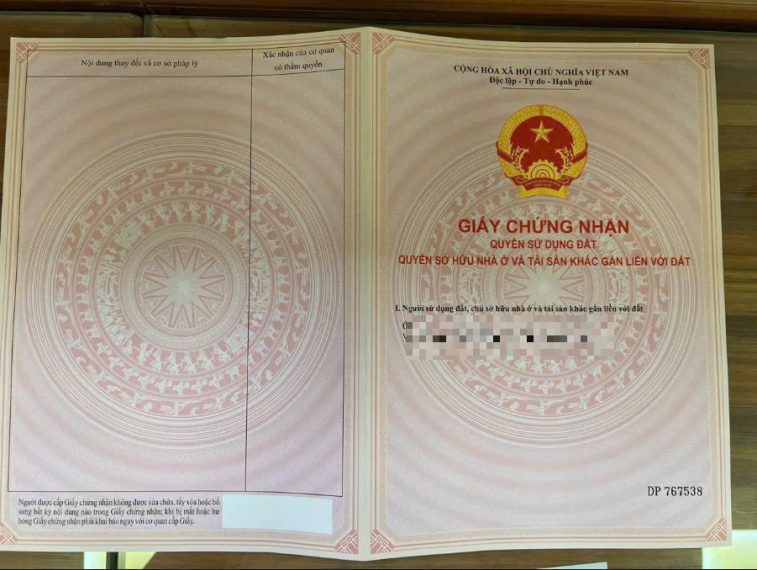 Nội dung thay đổi và cơ sở pháp lý
Xác nhận của cơ quan
có thẩm quyền
Người được cấp Giấy chứng nhận không được sửa chữa, tẩy xóa hoặc bổ
sung bất kỳ nội dung nào trong Giấy chứng nhận; khi bị mất hoặc hư
hỏng Giấy chứng nhận phải khai báo ngay với cơ quan cấp Giấy.
CỘNG HÒA XÃ HỘI CHỦ NGHĨA VIỆT NAM
Độc lập - Tự do - Hạnh phúc
GIẤY CHỨNG NHẬN
QUYỀN SỬ DỤNG ĐẤT
QUYỀN SỞ HỮU NHÀ Ở VÀ TÀI SẢN KHÁC GẮN LIỀN VỚI ĐẤT
I. Người sử dụng đất, chủ sở hữu nhà ở và tài sản khác gắn liền với đất
DP 767538